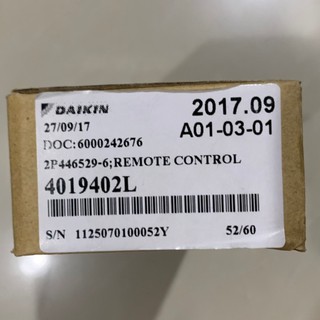 DAIKIN
2017.09
27/09/17
A01-03-01
DOC:6000242676
2P446529-6;REMOTE CONTROL
4019402L
S/N 1125070100052Y 52/60